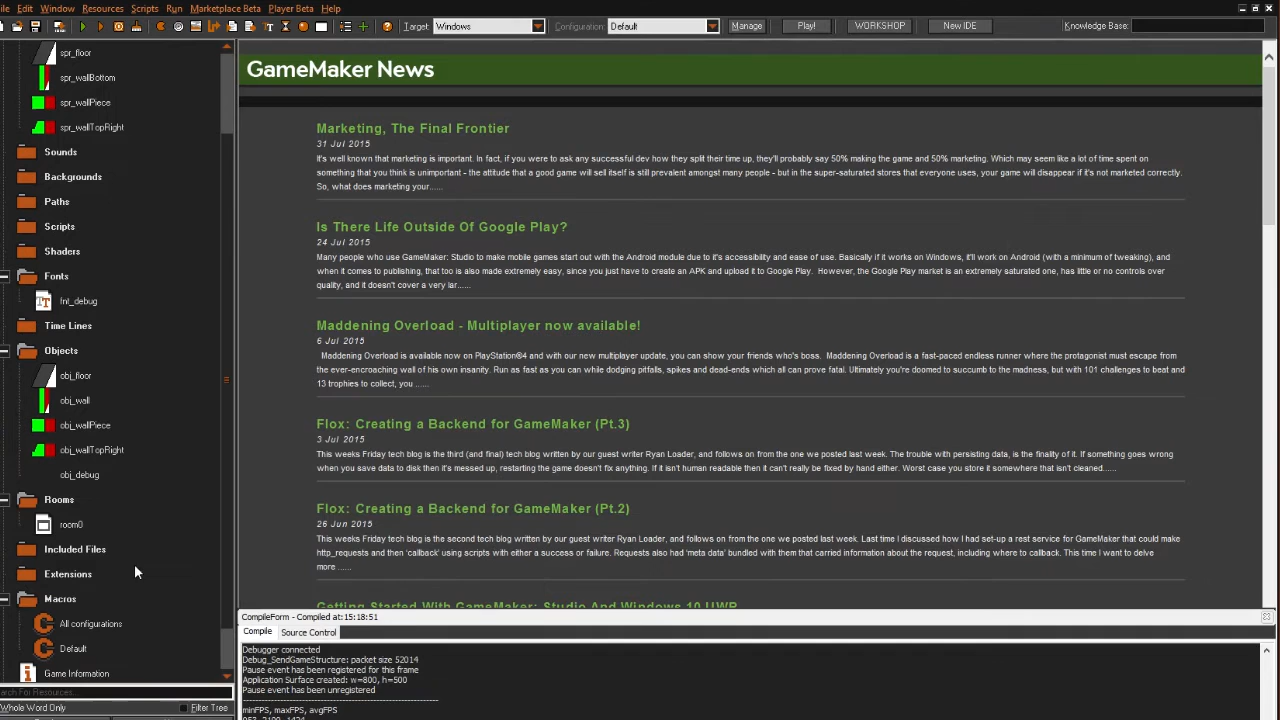 ile Edit Window Resources Scripts Run Marketplace Beta Player Beta Help
Target: Windows Configuration: Default Manage Play! WORKSHOP New IDE Knowledge Base:
spr_floor
spr_wallBottom
spr_wallPiece
spr_wallTopRight
Sounds
Backgrounds
Paths
Scripts
Shaders
Fonts
fnt_debug
Time Lines
Objects
obj_floor
obj_wall
obj_wallPiece
obj_wallTopRight
obj_debug
Rooms
room0
Included Files
Extensions
Macros
All configurations
Default
Game Information
earch For Resources...
Whole Word Only Filter Tree
GameMaker News
Marketing, The Final Frontier
31 Jul 2015
It's well known that marketing is important. In fact, if you were to ask any successful dev how they split their time up, they'll probably say 50% making the game and 50% marketing. Which may seem like a lot of time spent on
something that you think is unimportant - the attitude that a good game will sell itself is still prevalent amongst many people - but in the super-saturated stores that everyone uses, your game will disappear if it's not marketed correctly.
So, what does marketing your......
Is There Life Outside Of Google Play?
24 Jul 2015
Many people who use GameMaker: Studio to make mobile games start out with the Android module due to it's accessibility and ease of use. Basically if it works on Windows, it'll work on Android (with a minimum of tweaking), and
when it comes to publishing, that too is also made extremely easy, since you just have to create an APK and upload it to Google Play. However, the Google Play market is an extremely saturated one, has little or no controls over
quality, and it doesn't cover a very lar......
Maddening Overload - Multiplayer now available!
6 Jul 2015
Maddening Overload is available now on PlayStation®4 and with our new multiplayer update, you can show your friends who's boss. Maddening Overload is a fast-paced endless runner where the protagonist must escape from
the ever-encroaching wall of his own insanity. Run as fast as you can while dodging pitfalls, spikes and dead-ends which all can prove fatal. Ultimately you're doomed to succumb to the madness, but with 101 challenges to beat and
13 trophies to collect, you ......
Flox: Creating a Backend for GameMaker (Pt.3)
3 Jul 2015
This weeks Friday tech blog is the third (and final) tech blog written by our guest writer Ryan Loader, and follows on from the one we posted last week. The trouble with persisting data, is the finality of it. If something goes wrong
when you save data to disk then it's messed up, restarting the game doesn't fix anything. If it isn't human readable then it can't really be fixed by hand either. Worst case you store it somewhere that isn't cleaned......
Flox: Creating a Backend for GameMaker (Pt.2)
26 Jun 2015
This weeks Friday tech blog is the second tech blog written by our guest writer Ryan Loader, and follows on from the one we posted last week. Last time I discussed how I had set-up a rest service for GameMaker that could make
http_requests and then 'callback' using scripts with either a success or failure. Requests also had 'meta data' bundled with them that carried information about the request, including where to callback. This time I want to delve
more ......
Getting Started With GameMaker: Studio And Windows 10 UWP
CompileForm - Compiled at:15:18:51
Compile Source Control
Debugger connected
Debug_SendGameStructure: packet size 52014
Pause event has been registered for this frame
Application Surface created: w=800, h=500
Pause event has been unregistered
minFPS, maxFPS, avgFPS